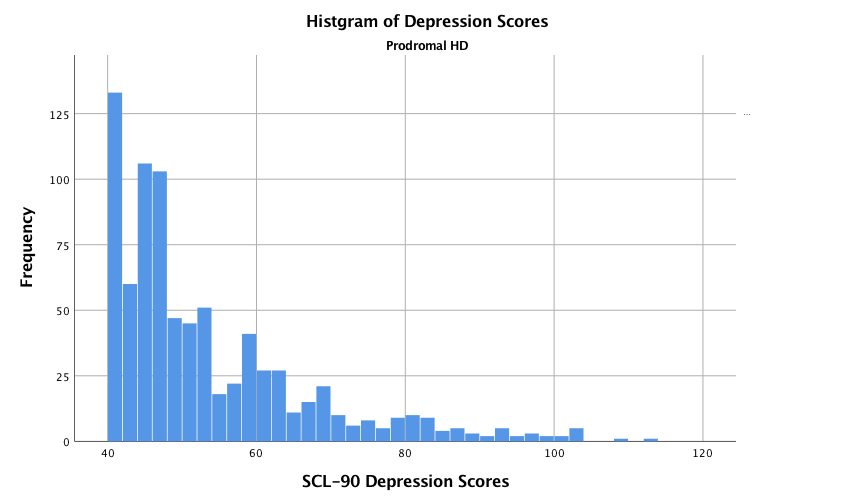 Histgram of Depression Scores
Prodromal HD
125
...
100
75
50
25
0
Frequency
40 60 80 100 120
SCL-90 Depression Scores